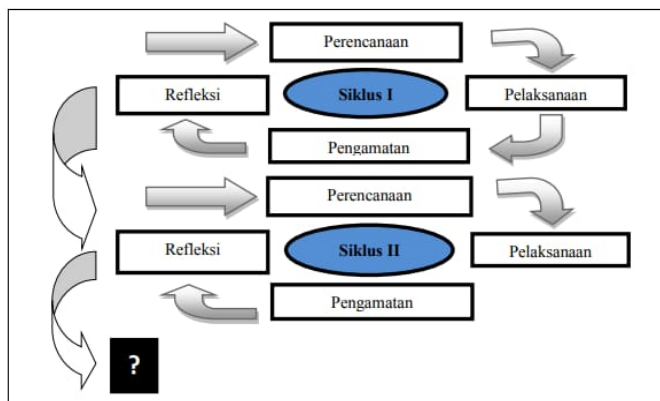 Perencanaan
Refleksi
Siklus I
Pelaksanaan
Pengamatan
Perencanaan
Refleksi
Siklus II
Pelaksanaan
Pengamatan
?